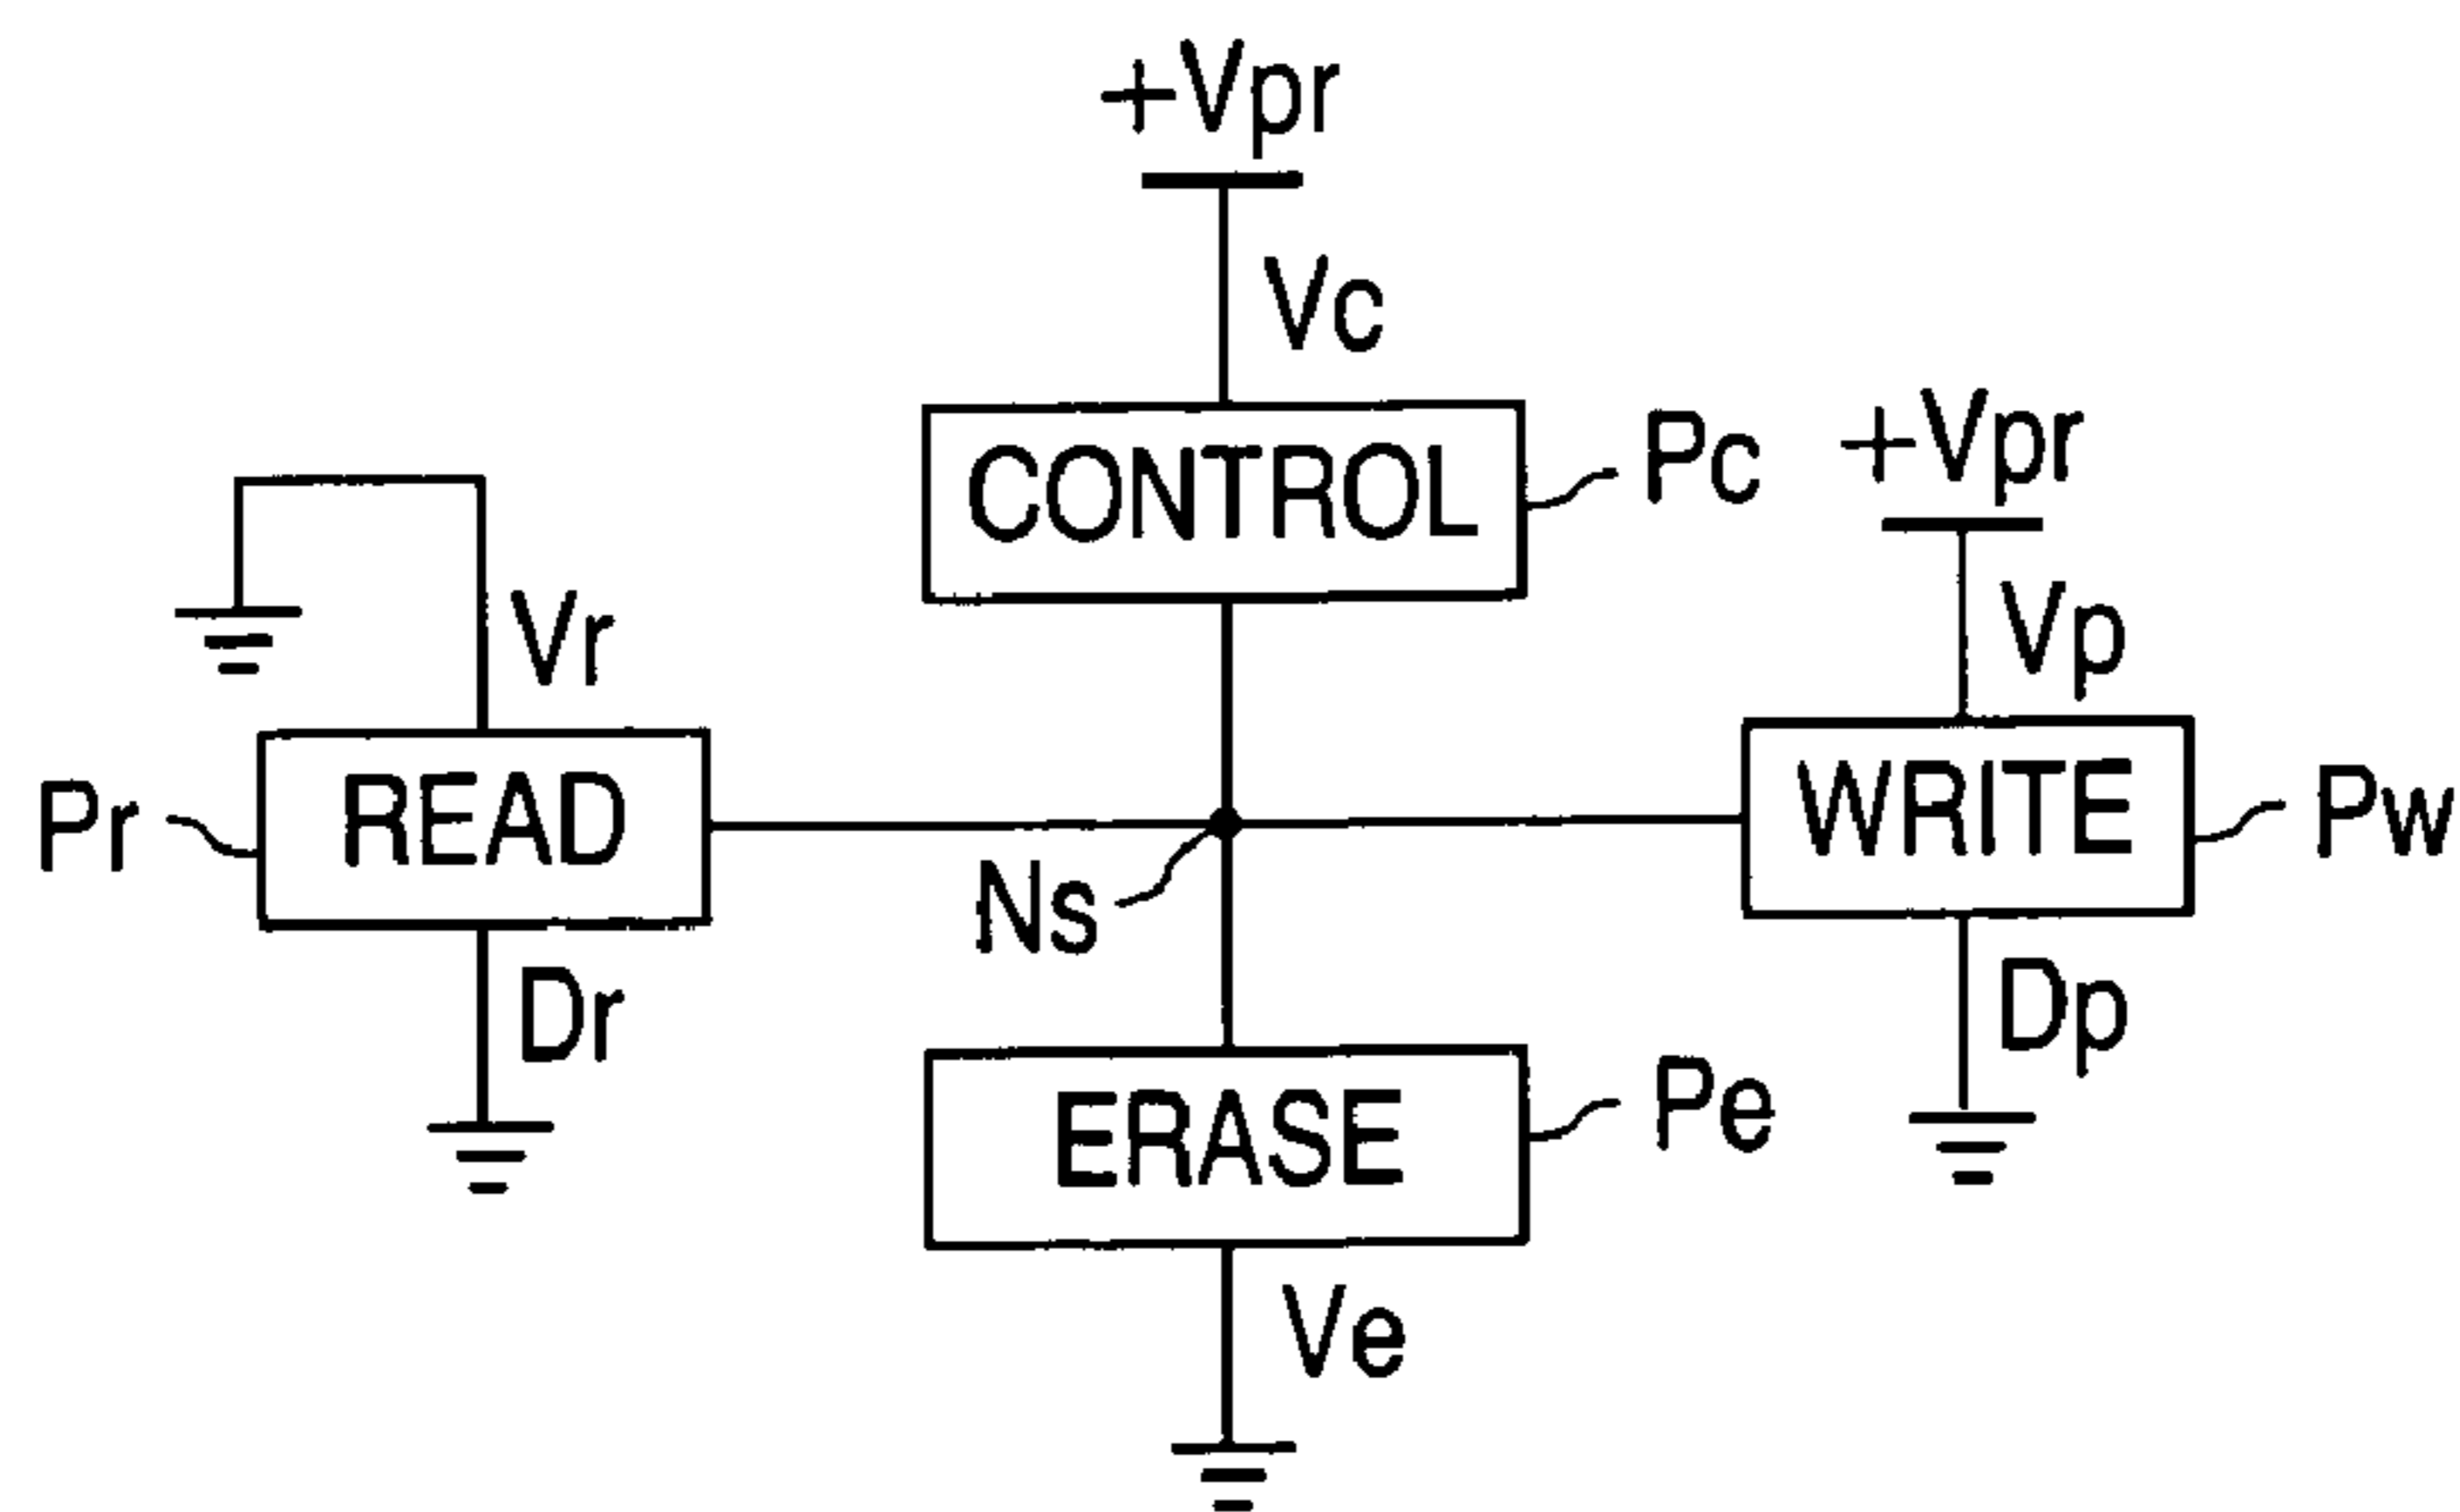 +Vpr
Vc
CONTROL
Pc
+Vpr
Vr
Vp
Pr
READ
WRITE
Pw
Ns
Dr
Dp
ERASE
Pe
Ve